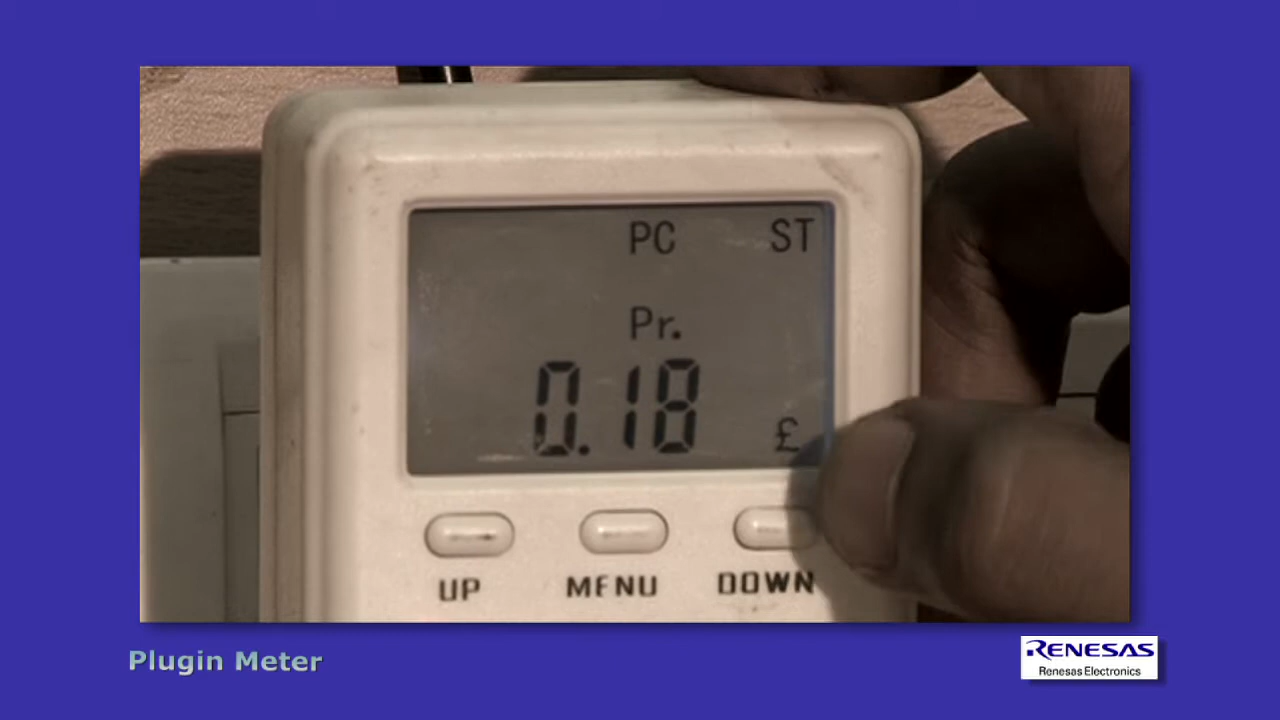 PC ST
Pr.
0.18 £
UP MENU DOWN
Plugin Meter
RENESAS
Renesas Electronics